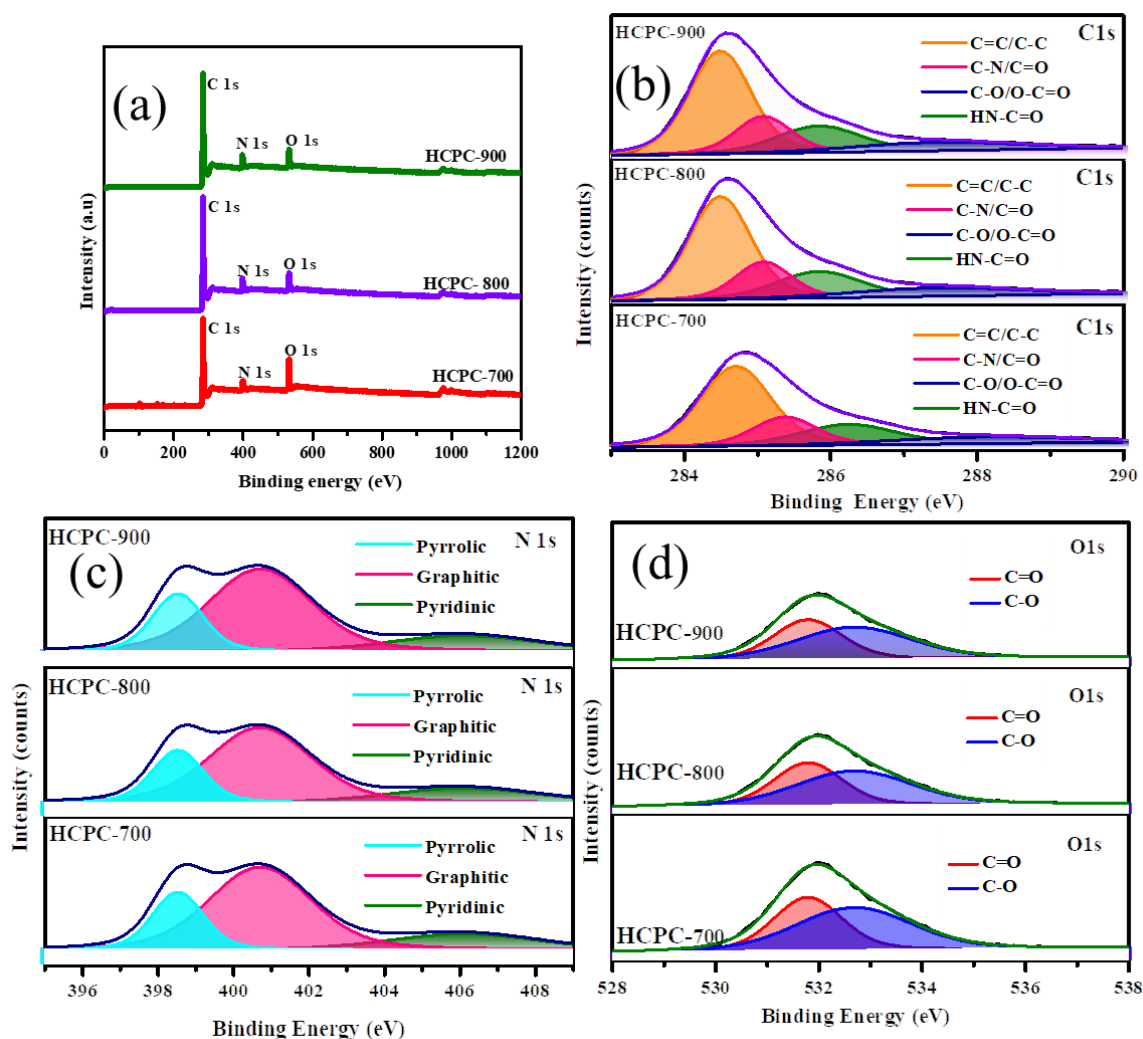 (a)
C 1s
N 1s
O 1s
HCPC-900
C 1s
N 1s
O 1s
HCPC- 800
C 1s
N 1s
O 1s
HCPC-700
Intensity (a.u)
0 200 400 600 800 1000 1200
Binding energy (eV)
(b)
HCPC-900
C1s
C=C/C-C
C-N/C=O
C-O/O-C=O
HN-C=O
HCPC-800
C1s
C=C/C-C
C-N/C=O
C-O/O-C=O
HN-C=O
HCPC-700
C1s
C=C/C-C
C-N/C=O
C-O/O-C=O
HN-C=O
Intensity (counts)
284 286 288 290
Binding Energy (eV)
(c)
HCPC-900
N 1s
Pyrrolic
Graphitic
Pyridinic
HCPC-800
N 1s
Pyrrolic
Graphitic
Pyridinic
HCPC-700
N 1s
Pyrrolic
Graphitic
Pyridinic
Intensity (counts)
396 398 400 402 404 406 408
Binding Energy (eV)
(d)
O1s
C=O
C-O
HCPC-900
O1s
C=O
C-O
HCPC-800
O1s
C=O
C-O
HCPC-700
Intensity (counts)
528 530 532 534 536 538
Binding Energy (eV)